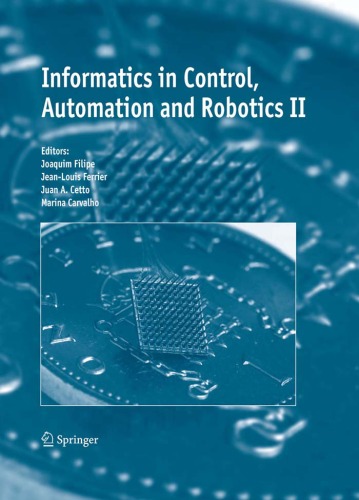 Informatics in Control,
Automation and Robotics II
Editors:
Joaquim Filipe
Jean-Louis Ferrier
Juan A. Cetto
Marina Carvalho
Springer